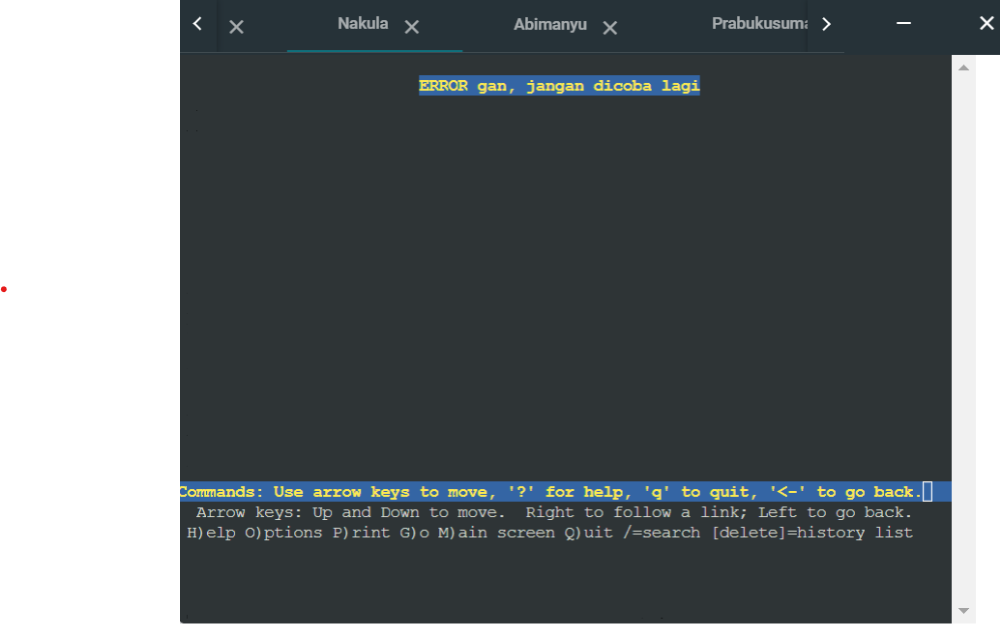 Nakula Abimanyu Prabukusuma
ERROR gan, jangan dicoba lagi
Commands: Use arrow keys to move, '?' for help, 'q' to quit, '<-' to go back.
Arrow keys: Up and Down to move. Right to follow a link; Left to go back.
H)elp O)ptions P)rint G)o M)ain screen Q)uit /=search [delete]=history list